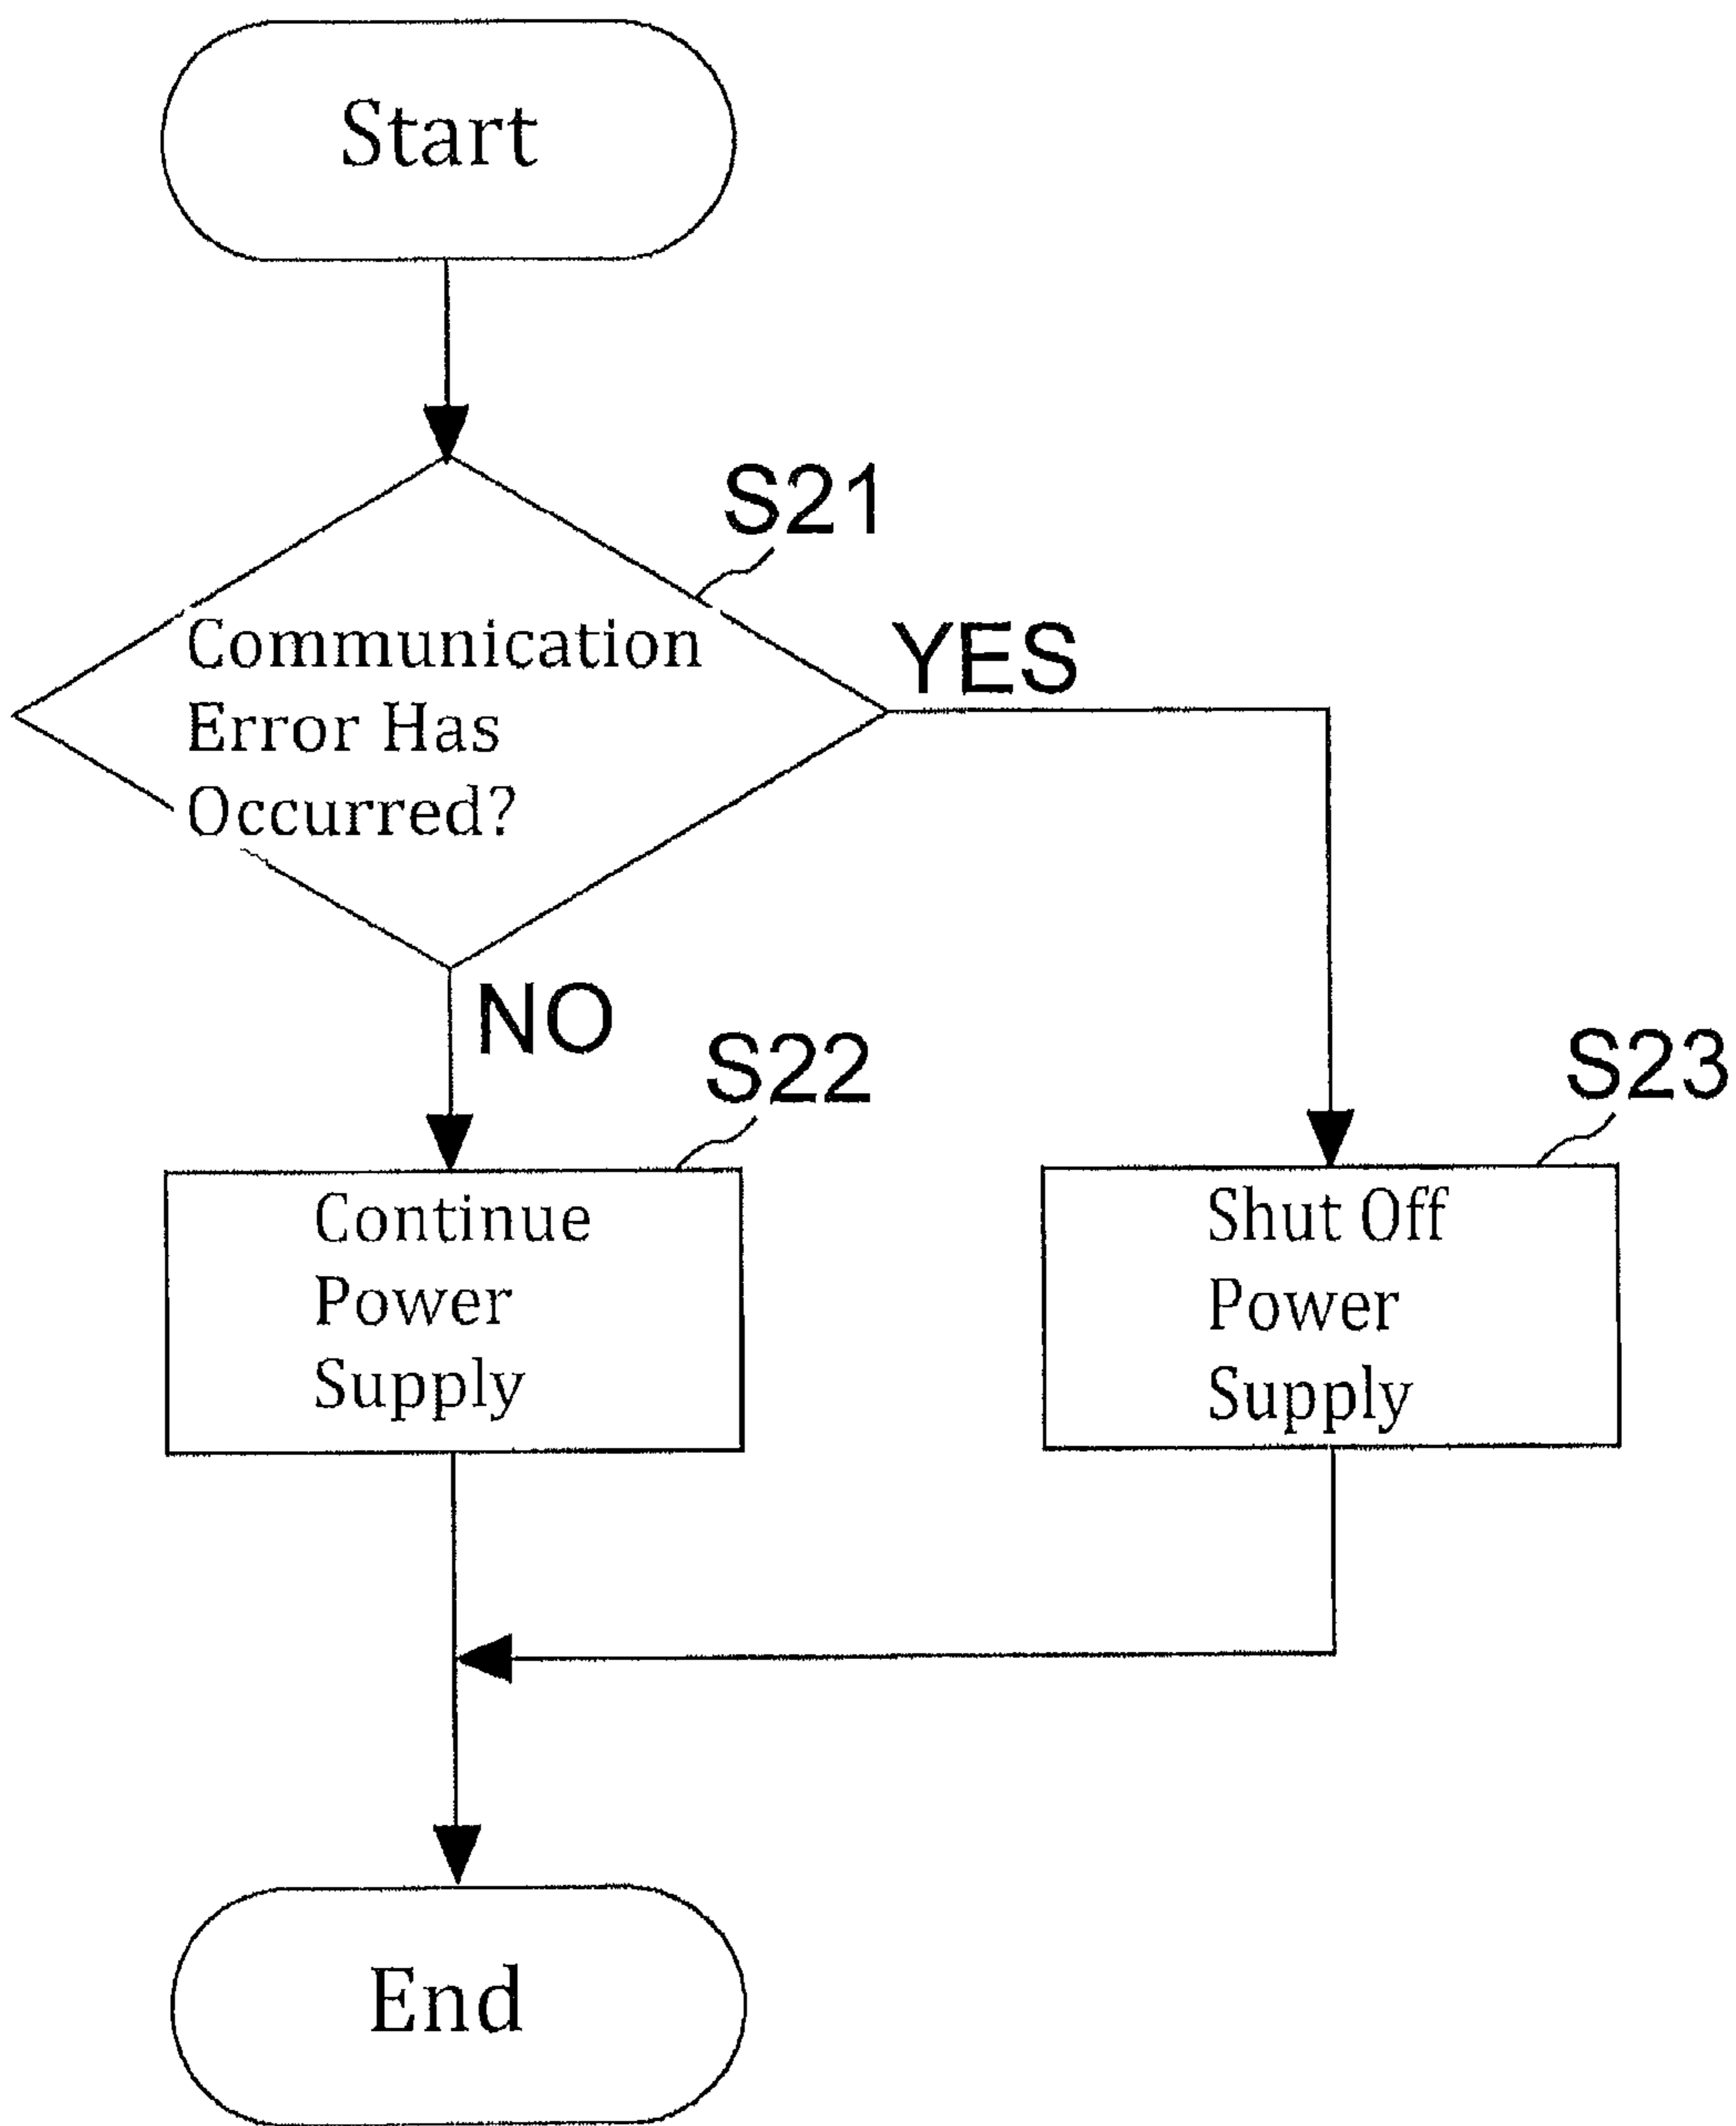 Start
S21
Communication
Error Has
Occurred?
YES
NO
S22
S23
Continue
Power
Supply
Shut Off
Power
Supply
End